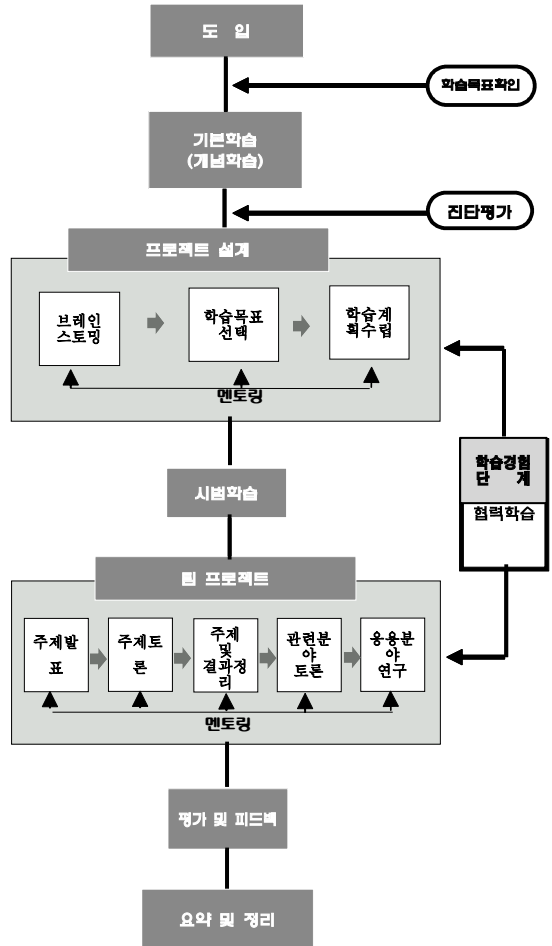 도 입
학습목표확인
기본학습
(개념학습)
진단평가
프로젝트 설계
브레인
스토밍
학습목표
선택
학습계
획수립
멘토링
학습경험
단 계
협력학습
시범학습
팀 프로젝트
주제발
표
주제토
론
주제
및
결과정
리
관련분
야
토론
응용분
야
연구
멘토링
평가 및 피드백
요약 및 정리